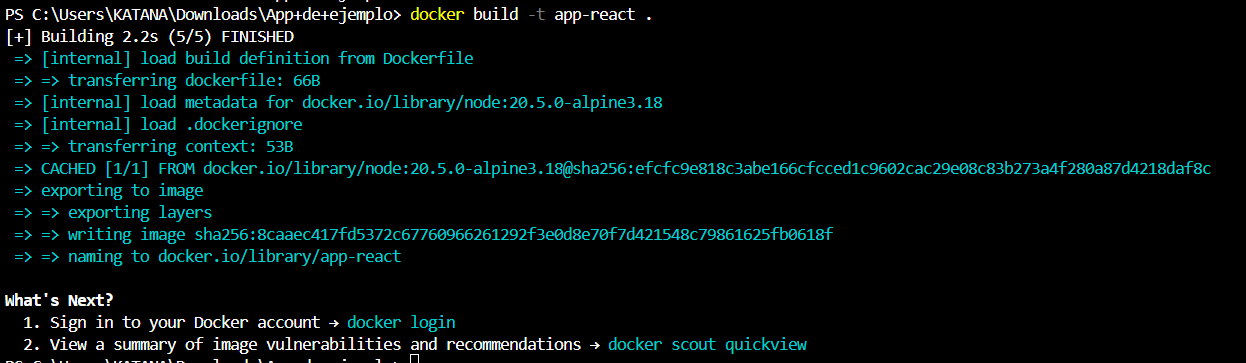 PS C:\Users\KATANA\Downloads\App+de+ejemplo> docker build -t app-react .
[+] Building 2.2s (5/5) FINISHED
=> [internal] load build definition from Dockerfile
=> => transferring dockerfile: 66B
=> [internal] load metadata for docker.io/library/node:20.5.0-alpine3.18
=> [internal] load .dockerignore
=> => transferring context: 53B
=> CACHED [1/1] FROM docker.io/library/node:20.5.0-alpine3.18@sha256:efcfc9e818c3abe166cfcced1c9602cac29e08c83b273a4f280a87d4218daf8c
=> exporting to image
=> => exporting layers
=> => writing image sha256:8caaec417fd5372c67760966261292f3e0d8e70f7d421548c79861625fb0618f
=> => naming to docker.io/library/app-react
What's Next?
1. Sign in to your Docker account → docker login
2. View a summary of image vulnerabilities and recommendations → docker scout quickview